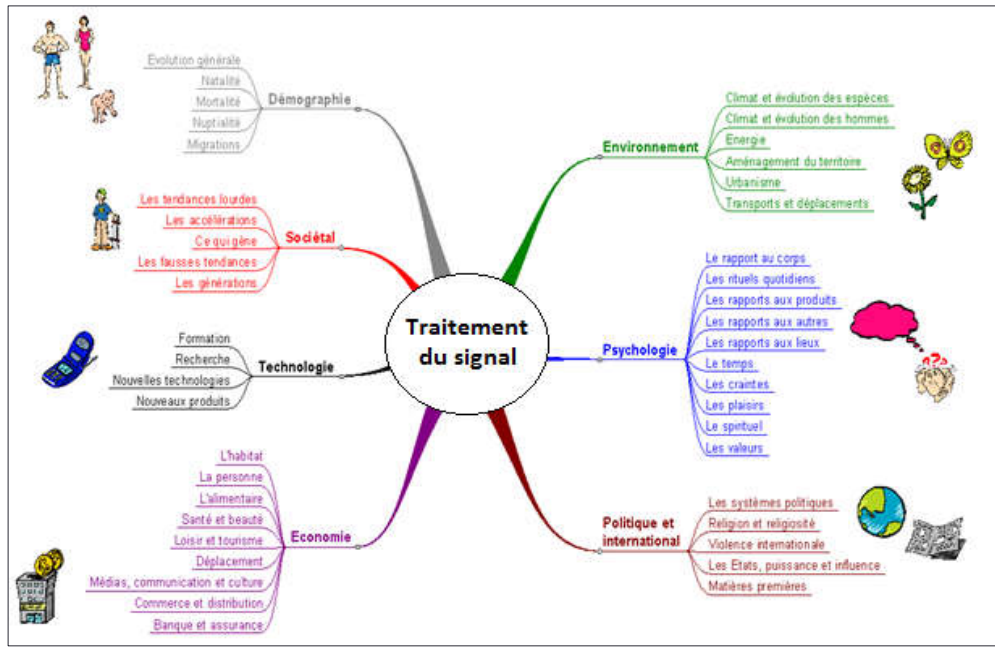 Traitement
du signal
Démographie
Evolution générale
Natalité
Mortalité
Nuptialité
Migrations
Sociétal
Les tendances lourdes
Les accélérations
Ce qui gène
Les fausses tendances
Les générations
Technologie
Formation
Recherche
Nouvelles technologies
Nouveaux produits
Economie
L'habitat
La personne
L'alimentaire
Santé et beauté
Loisir et tourisme
Déplacement
Médias, communication et culture
Commerce et distribution
Banque et assurance
Environnement
Climat et évolution des espèces
Climat et évolution des hommes
Energie
Aménagement du territoire
Urbanisme
Transports et déplacements
Psychologie
Le rapport au corps
Les rituels quotidiens
Les rapports aux produits
Les rapports aux autres
Les rapports aux lieux
Le temps
Les craintes
Les plaisirs
Le spirituel
Les valeurs
Politique et
international
Les systèmes politiques
Religion et religiosité
Violence internationale
Les Etats, puissance et influence
Matières premières
??